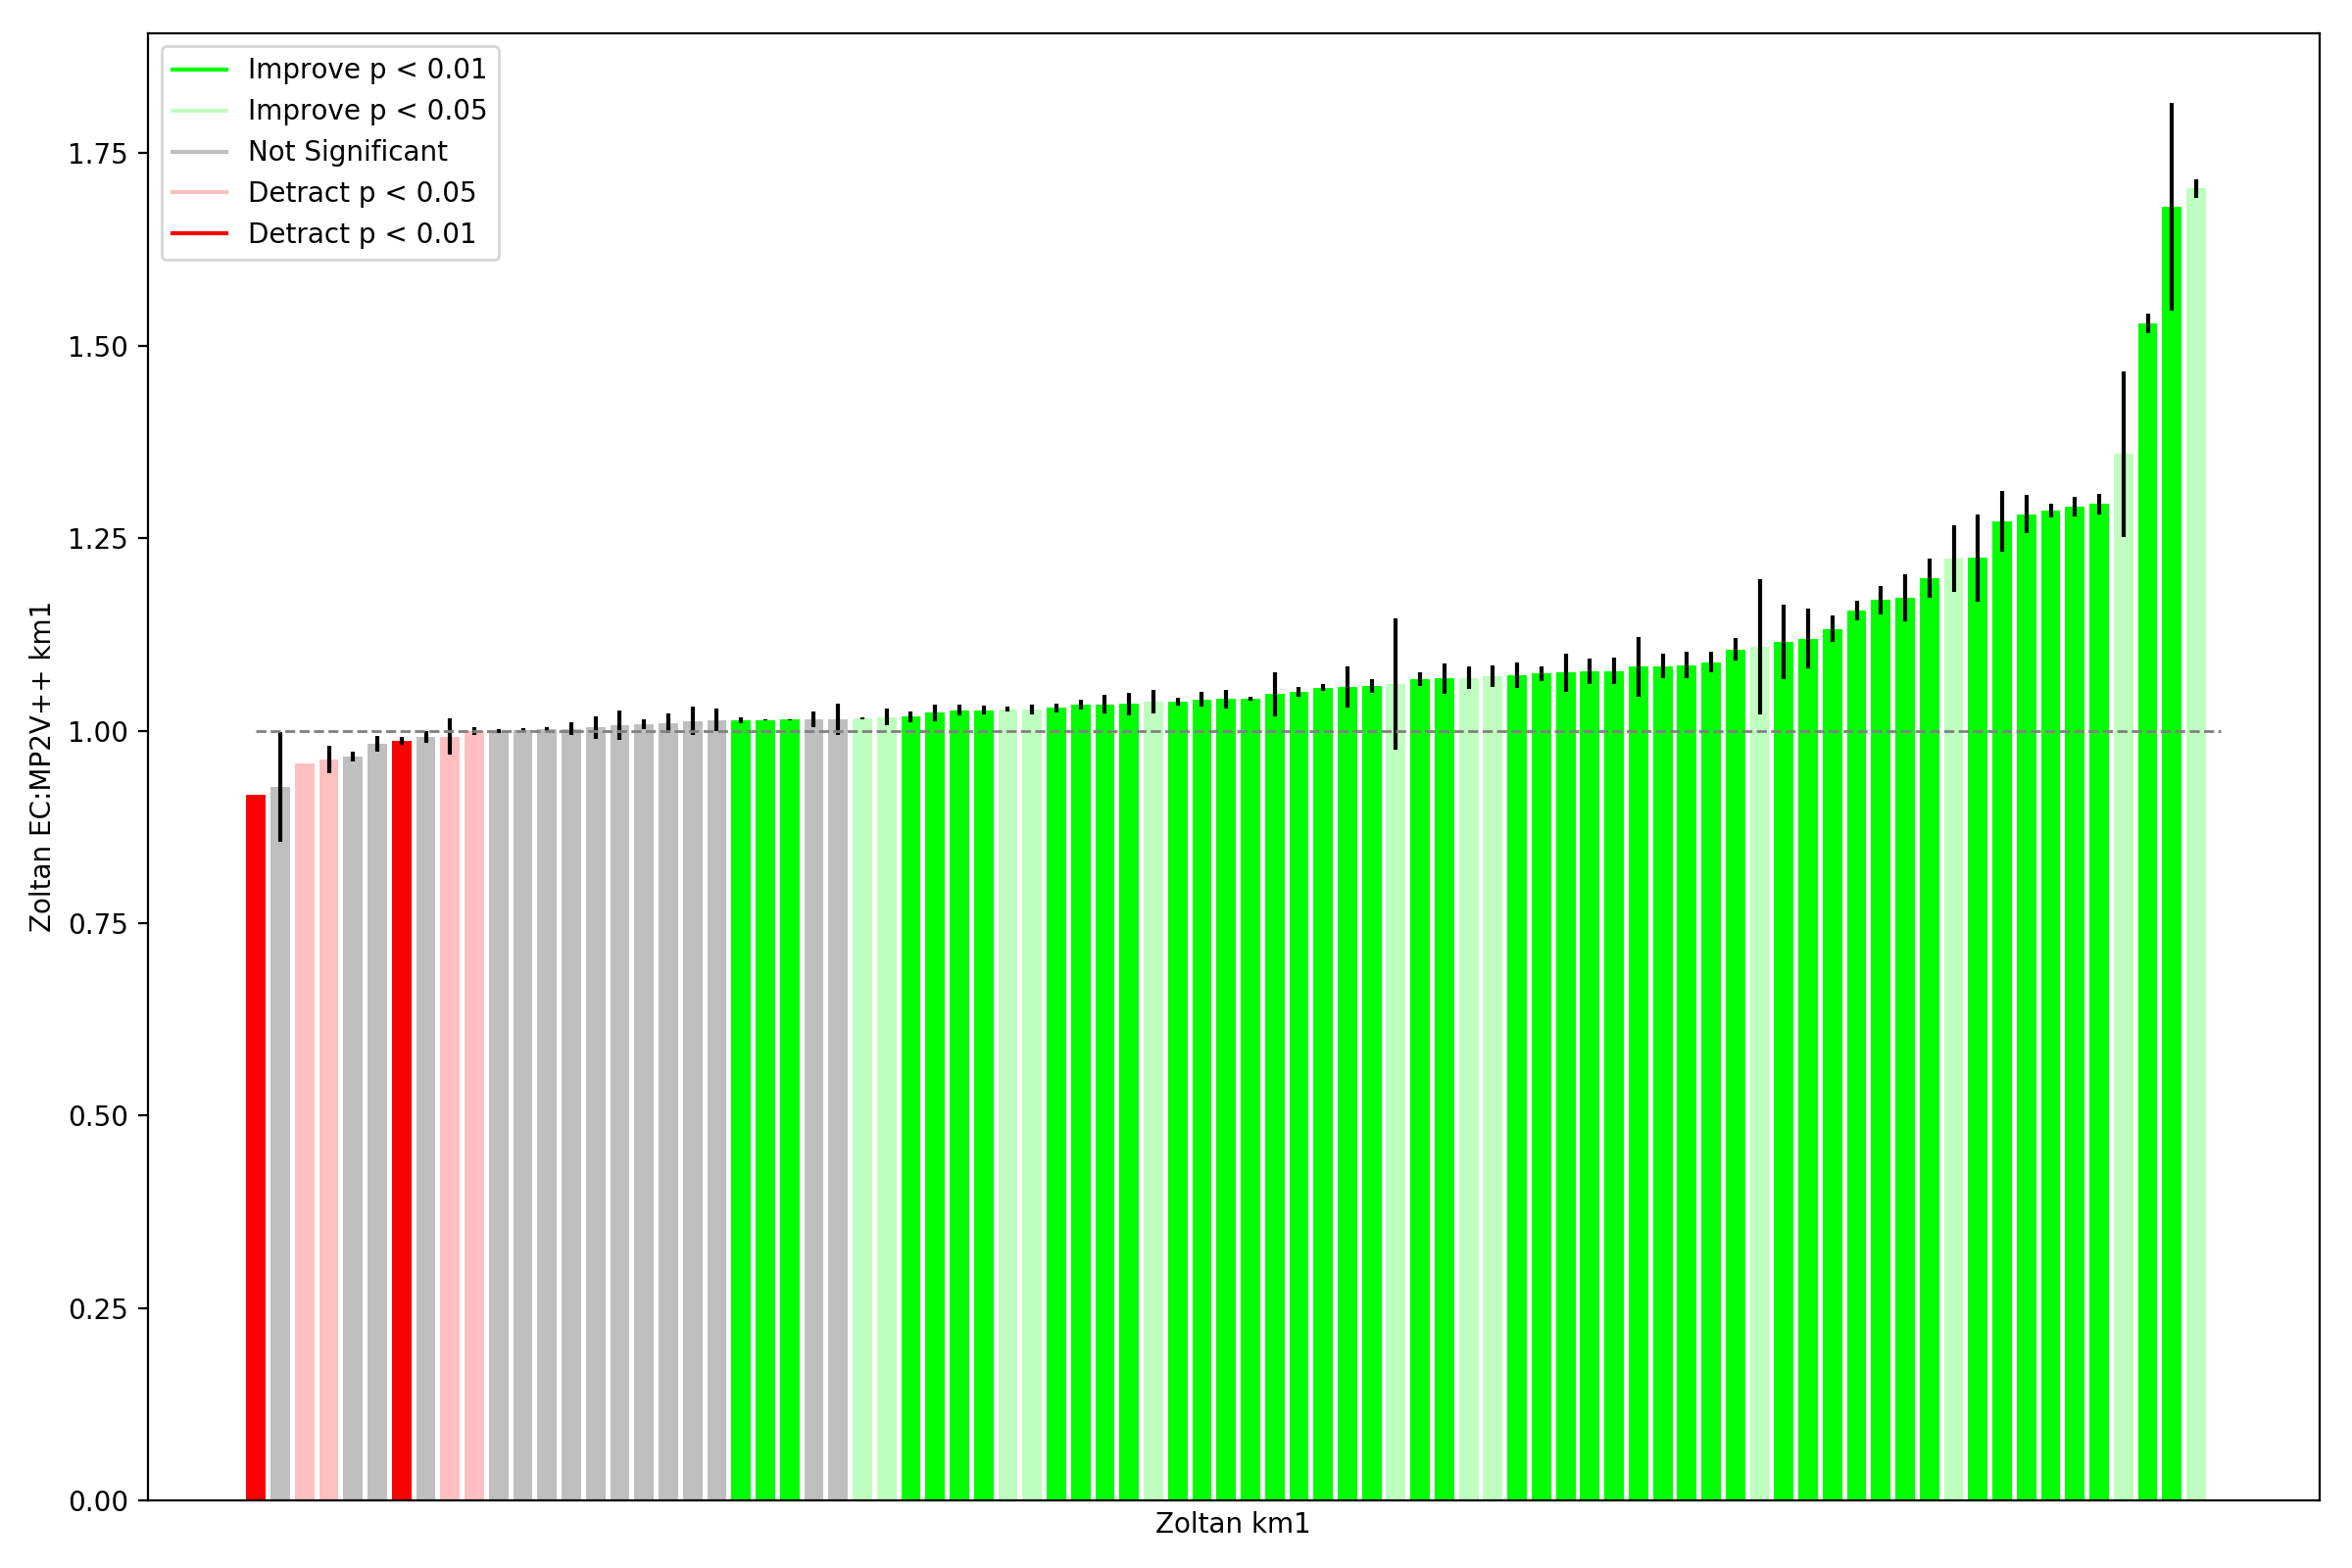 Improve p < 0.01
Improve p < 0.05
Not Significant
Detract p < 0.05
Detract p < 0.01
1.75
1.50
1.25
1.00
0.75
0.50
0.25
0.00
Zoltan EC:MP2V++ km1
Zoltan km1